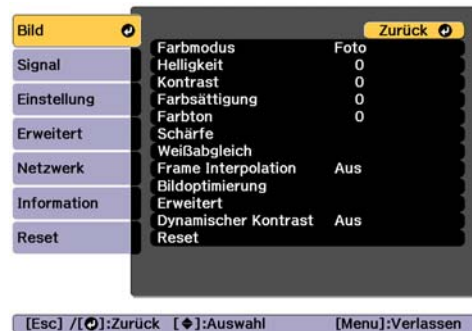 Bild
Signal
Einstellung
Erweitert
Netzwerk
Information
Reset
Zurück
Farbmodus Foto
Helligkeit 0
Kontrast 0
Farbsättigung 0
Farbton 0
Schärfe
Weißabgleich
Frame Interpolation Aus
Bildoptimierung
Erweitert
Dynamischer Kontrast Aus
Reset
[Esc] /[]:Zurück []:Auswahl [Menu]:Verlassen